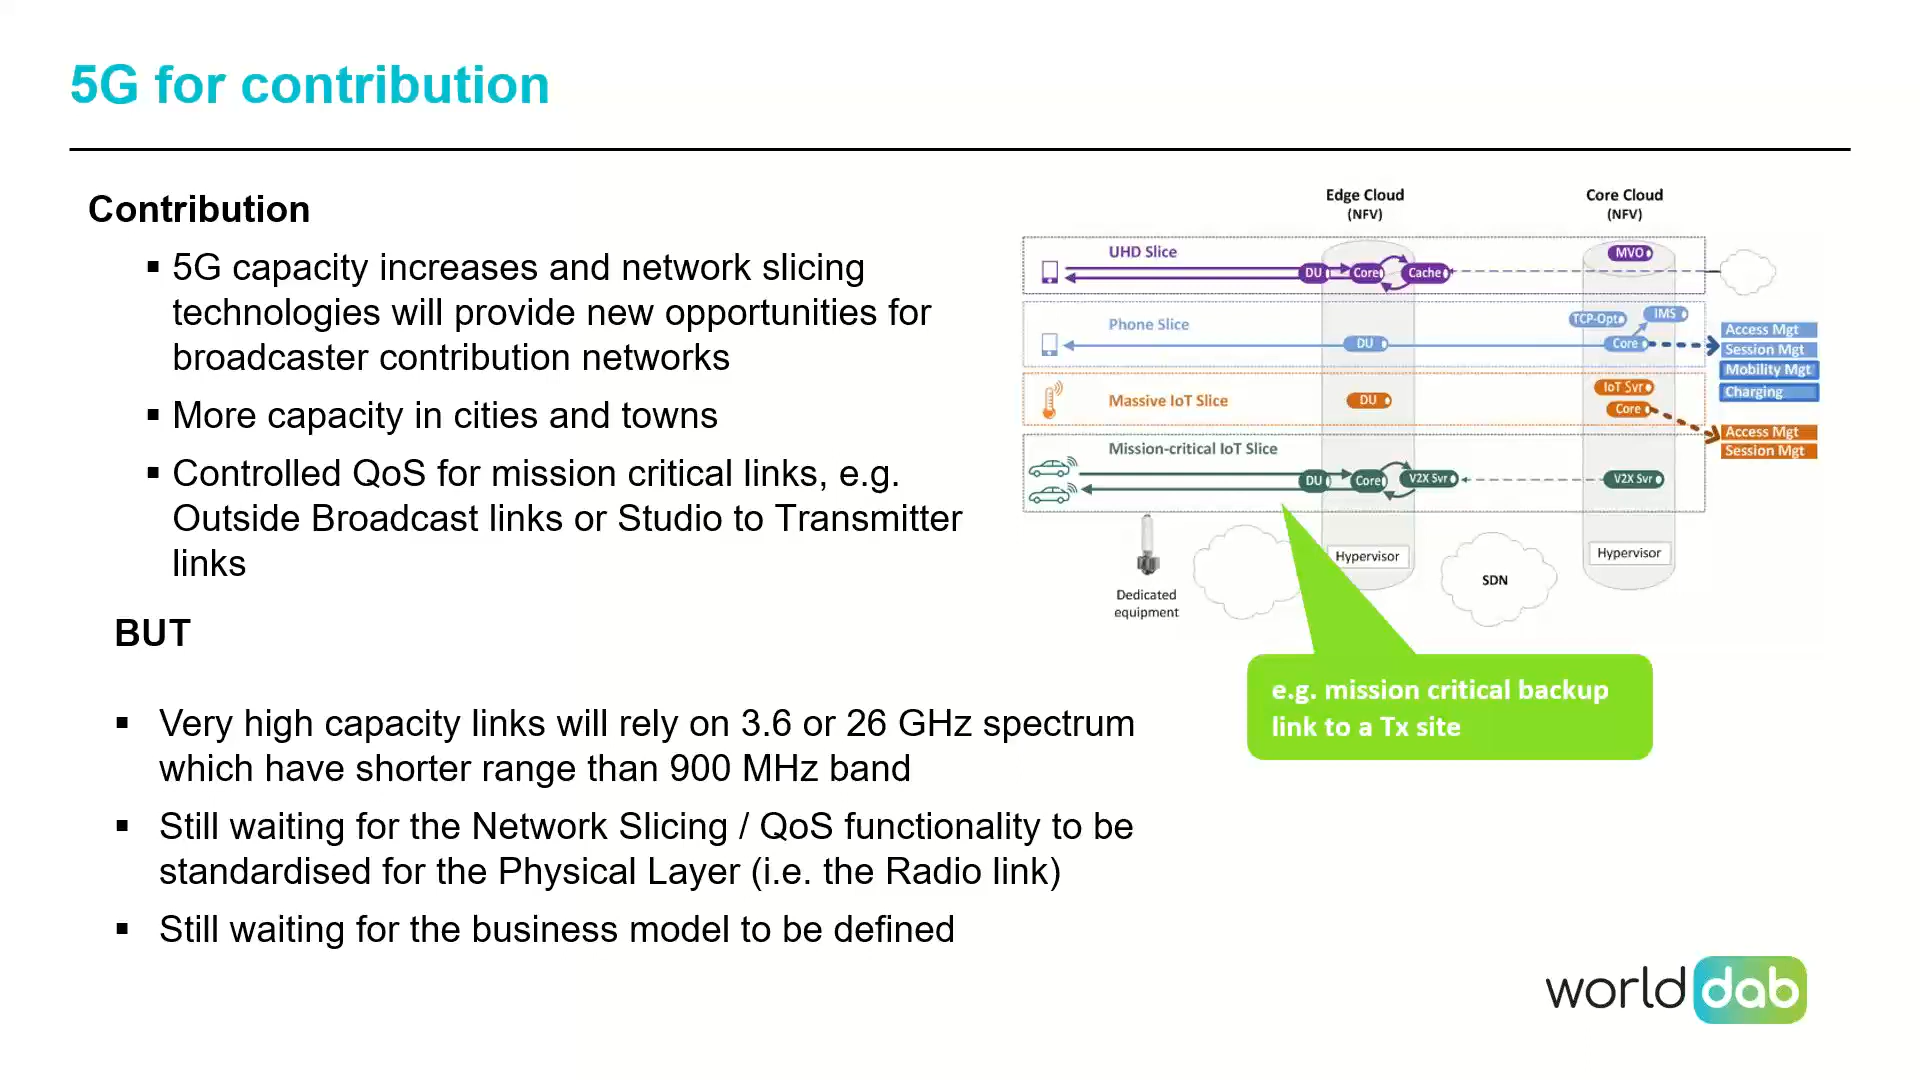 5G for contribution
Contribution
▪ 5G capacity increases and network slicing
technologies will provide new opportunities for
broadcaster contribution networks
▪ More capacity in cities and towns
▪ Controlled QoS for mission critical links, e.g.
Outside Broadcast links or Studio to Transmitter
links
BUT
▪ Very high capacity links will rely on 3.6 or 26 GHz spectrum
which have shorter range than 900 MHz band
▪ Still waiting for the Network Slicing / QoS functionality to be
standardised for the Physical Layer (i.e. the Radio link)
▪ Still waiting for the business model to be defined
Edge Cloud
(NFV)
Core Cloud
(NFV)
UHD Slice
DU
Core
Cache
MVO
Phone Slice
DU
TCP-Opt
IMS
Core
Access Mgt
Session Mgt
Mobility Mgt
Charging
Massive IoT Slice
DU
IoT Svr
Core
Access Mgt
Session Mgt
Mission-critical IoT Slice
DU
Core
V2X Svr
V2X Svr
Dedicated
equipment
Hypervisor
SDN
Hypervisor
e.g. mission critical backup
link to a Tx site
world dab